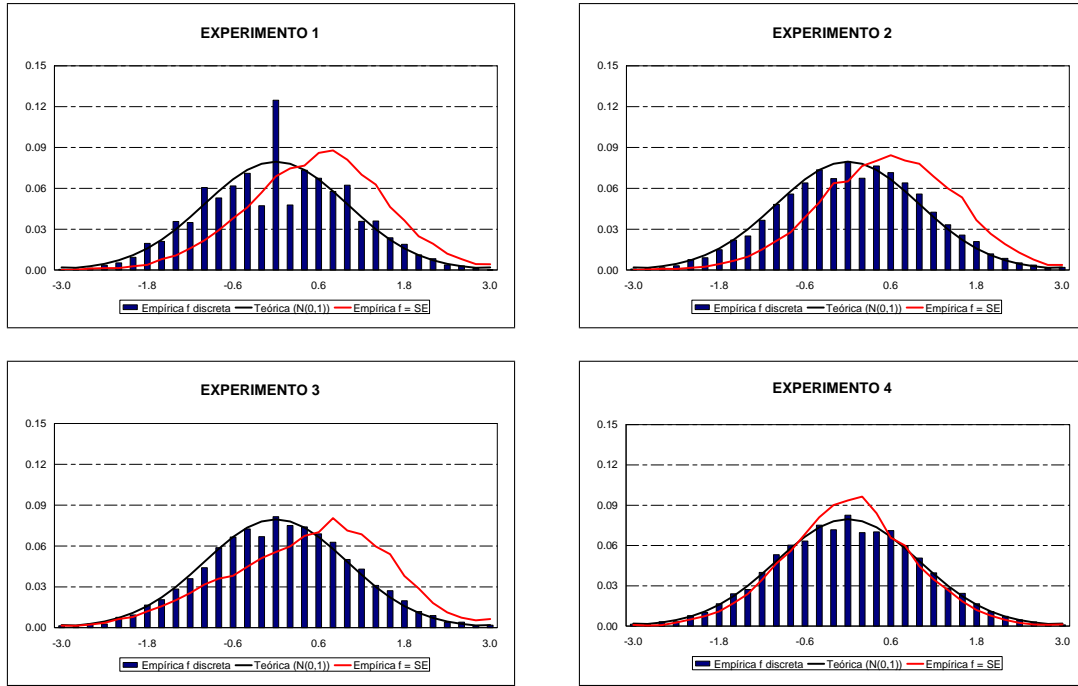 EXPERIMENTO 1
0.15
0.12
0.09
0.06
0.03
0.00
-3.0 -1.8 -0.6 0.6 1.8 3.0
Empírica f discreta Teórica (N(0,1)) Empírica f = SE
EXPERIMENTO 2
0.15
0.12
0.09
0.06
0.03
0.00
-3.0 -1.8 -0.6 0.6 1.8 3.0
Empírica f discreta Teórica (N(0,1)) Empírica f = SE
EXPERIMENTO 3
0.15
0.12
0.09
0.06
0.03
0.00
-3.0 -1.8 -0.6 0.6 1.8 3.0
Empírica f discreta Teórica (N(0,1)) Empírica f = SE
EXPERIMENTO 4
0.15
0.12
0.09
0.06
0.03
0.00
-3.0 -1.8 -0.6 0.6 1.8 3.0
Empírica f discreta Teórica (N(0,1)) Empírica f = SE